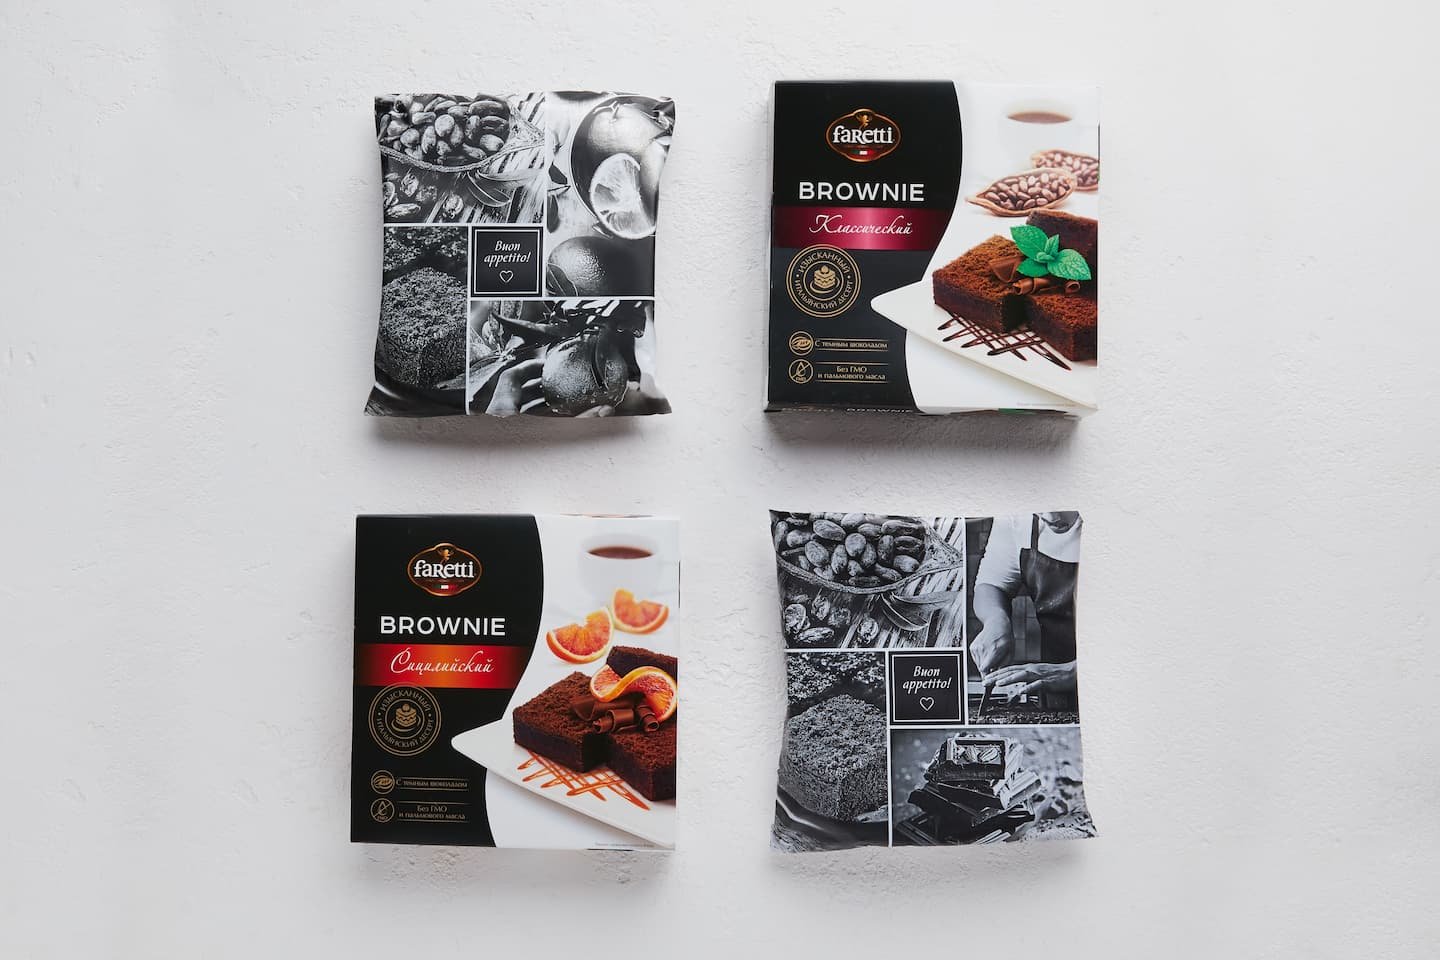 Buon
appetito!
faretti
BROWNIE
Классический
ИЗЫСКАННЫЙ
ИТАЛЬЯНСКИЙ ДЕСЕРТ
С темным шоколадом
Без ГМО
и пальмового масла
BROWNIE
faretti
BROWNIE
Сицилийский
ИЗЫСКАННЫЙ
ИТАЛЬЯНСКИЙ ДЕСЕРТ
С темным шоколадом
Без ГМО
и пальмового масла
Buon
appetito!